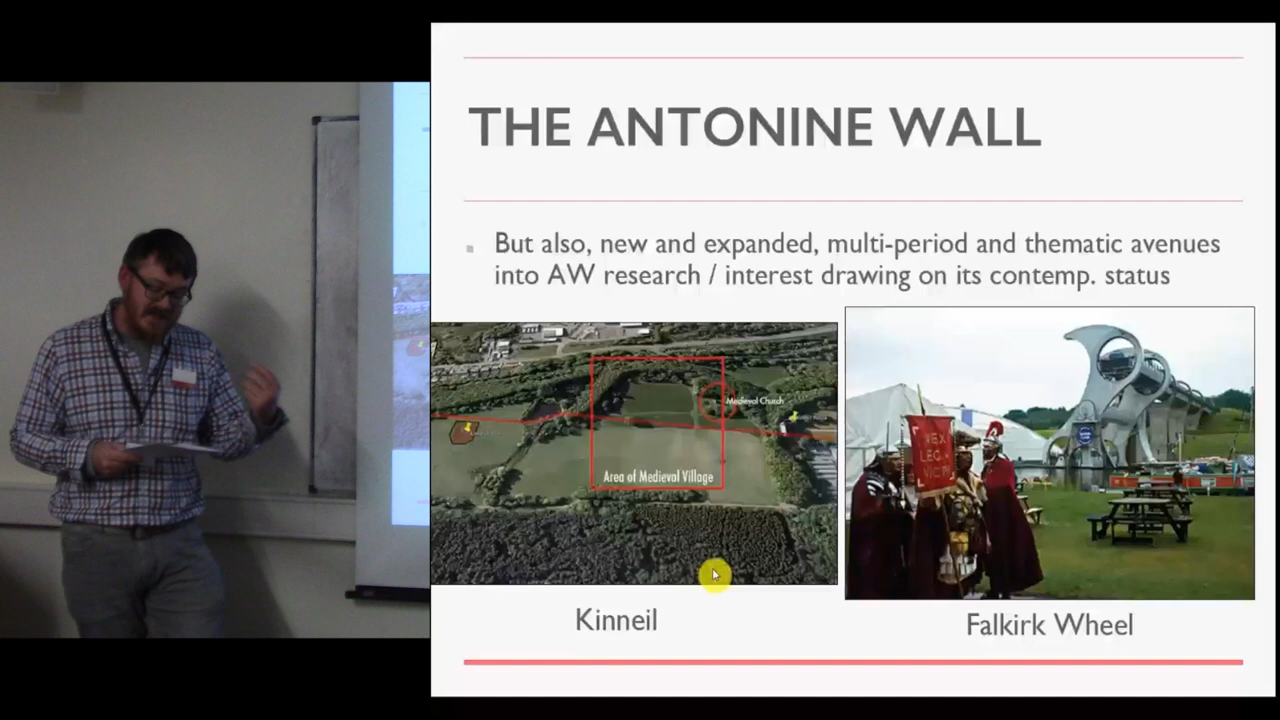 THE ANTONINE WALL
But also, new and expanded, multi-period and thematic avenues
into AW research / interest drawing on its contemp. status
Medieval Church
Area of Medieval Village
VEX
LEG
Kinneil
Falkirk Wheel